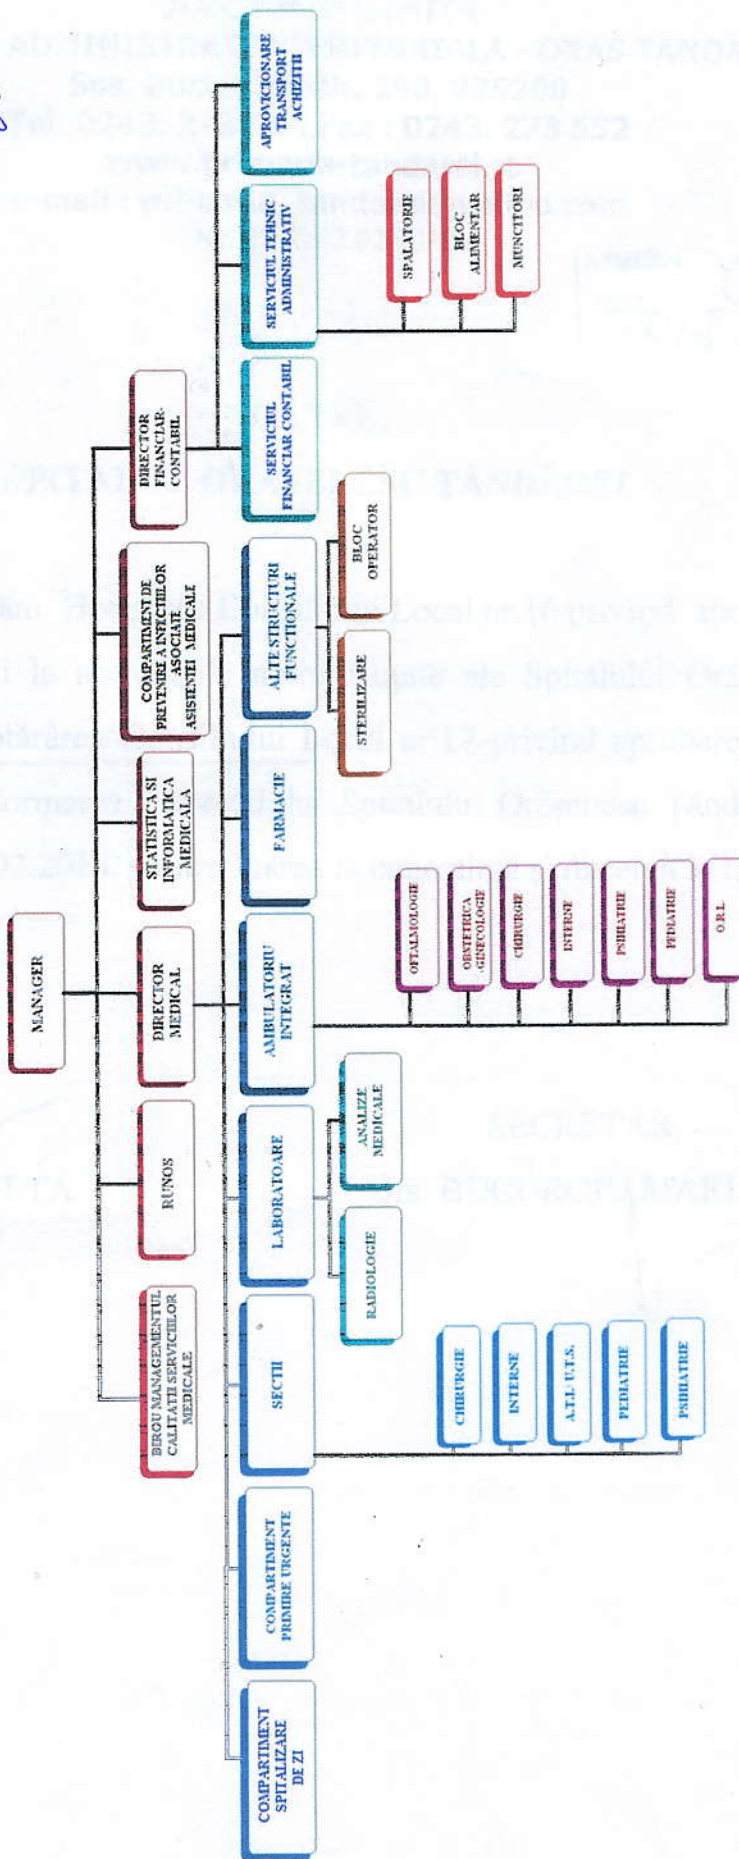 MANAGER
BIROU MANAGEMENTUL
CALITATII SERVICIILOR
MEDICALE
RUNOS
DIRECTOR
MEDICAL
STATISTICA SI
INFORMATICA
MEDICALA
COMPARTIMENT DE
PREVENIRE A INFECTIILOR
ASOCIATE
ASISTENTEI MEDICALE
DIRECTOR
FINANCIAR-
CONTABIL
COMPARTIMENT
SPITALIZARE
DE ZI
COMPARTIMENT
PRIMIRE URGENTE
SECTII
LABORATOARE
AMBULATORIU
INTEGRAT
FARMACIE
ALTE STRUCTURI
FUNCTIONALE
SERVICIUL
FINANCIAR CONTABIL
SERVICIUL TEHNIC
ADMINISTRATIV
APROVICIONARE
TRANSPORT
ACHIZITII
CHIRURGIE
INTERNE
A.T.I./ U.T.S.
PEDIATRIE
PSIHIATRIE
RADIOLOGIE
ANALIZE
MEDICALE
OFTALMOLOGIE
OBSTETRICA
-GINECOLOGIE
CHIRURGIE
INTERNE
PSIHIATRIE
PEDIATRIE
O.R.L.
STERILIZARE
BLOC
OPERATOR
SPALATORIE
BLOC
ALIMENTAR
MUNCITORI